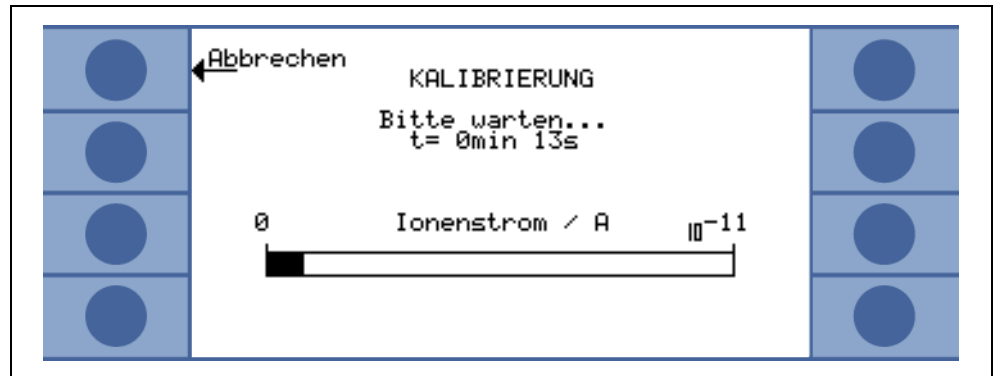 Abbrechen
KALIBRIERUNG
Bitte warten...
t= 0min 13s
0 Ionenstrom / A 10-11